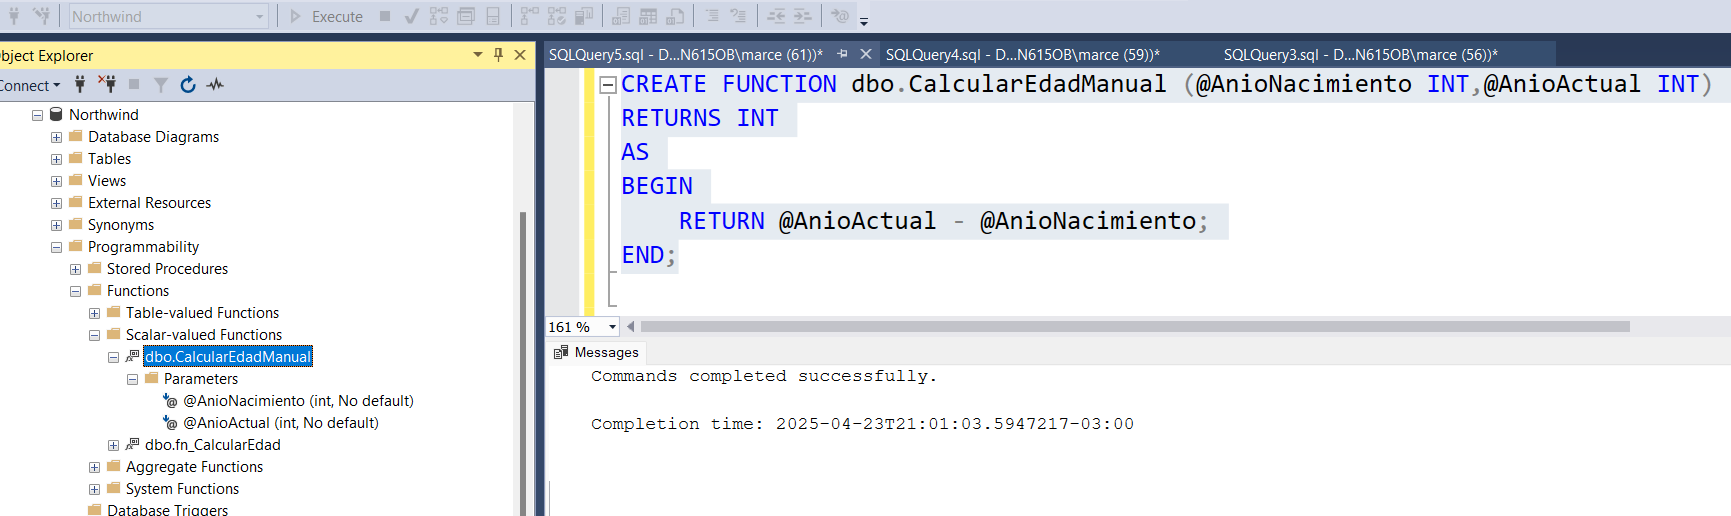 Northwind
Execute
bject Explorer
SQLQuery5.sql - D...N615OB\marce (61))*
SQLQuery4.sql - D...N615OB\marce (59))*
SQLQuery3.sql - D...N615OB\marce (56))*
onnect
Northwind
Database Diagrams
Tables
Views
External Resources
Synonyms
Programmability
Stored Procedures
Functions
Table-valued Functions
Scalar-valued Functions
dbo.CalcularEdadManual
Parameters
@AnioNacimiento (int, No default)
@AnioActual (int, No default)
dbo.fn_CalcularEdad
Aggregate Functions
System Functions
Database Triggers
CREATE FUNCTION dbo.CalcularEdadManual (@AnioNacimiento INT,@AnioActual INT)
RETURNS INT
AS
BEGIN
RETURN @AnioActual - @AnioNacimiento;
END;
161 %
Messages
Commands completed successfully.
Completion time: 2025-04-23T21:01:03.5947217-03:00